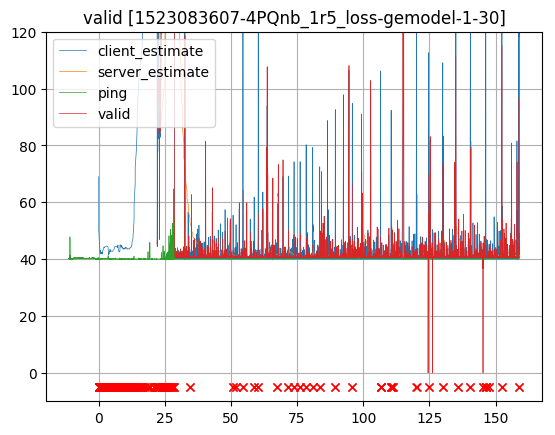 valid [1523083607-4PQnb_1r5_loss-gemodel-1-30]
client_estimate
server_estimate
ping
valid
120
100
80
60
40
20
0
0 25 50 75 100 125 150